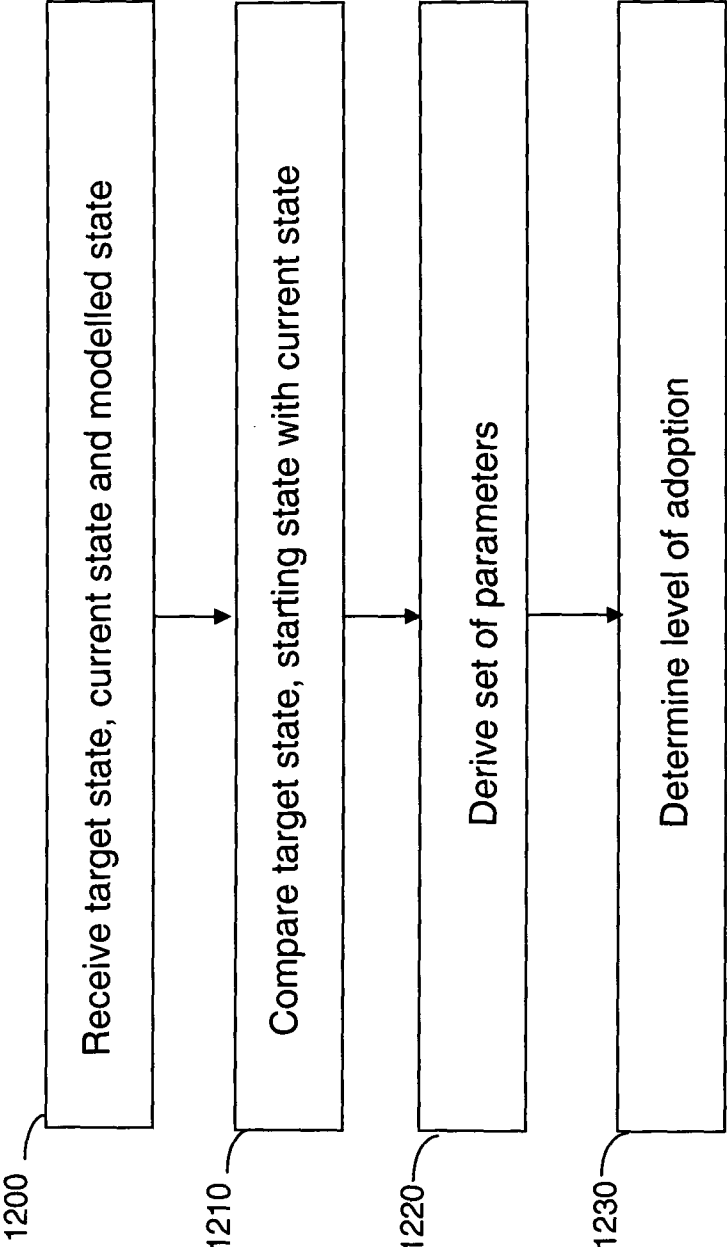 1200
Receive target state, current state and modelled state
1210
Compare target state, starting state with current state
1220
Derive set of parameters
1230
Determine level of adoption